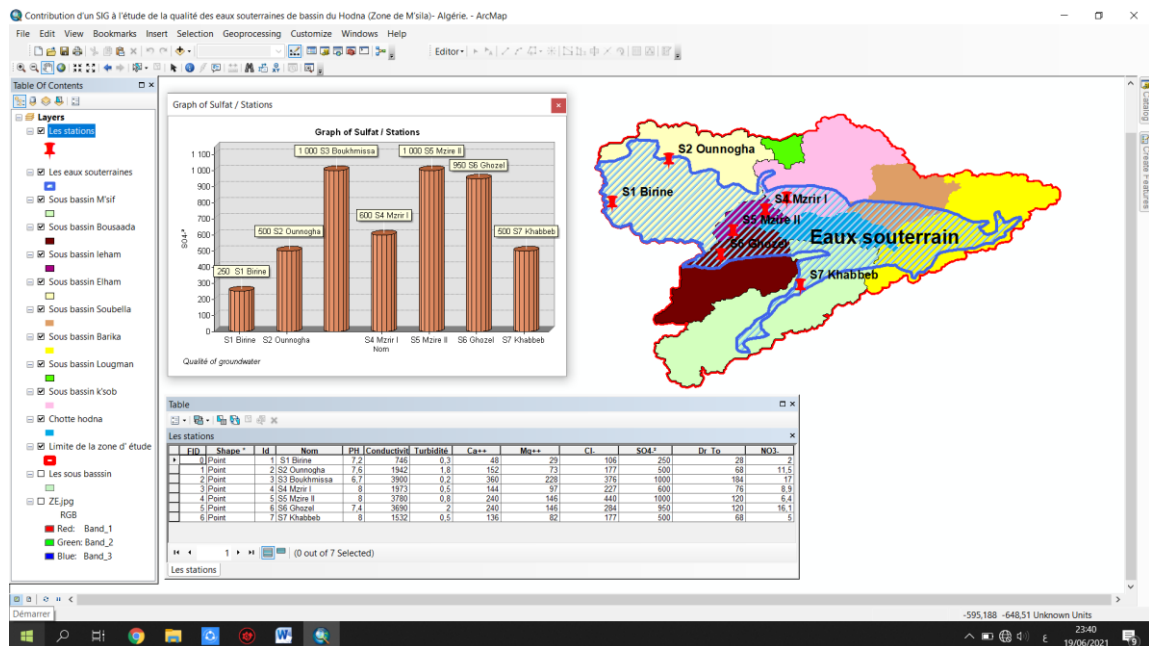 Contribution d'un SIG à l'étude de la qualité des eaux souterraines de bassin du Hodna (Zone de M'sila)- Algérie. - ArcMap
File Edit View Bookmarks Insert Selection Geoprocessing Customize Windows Help
Editor
Table Of Contents
Layers
Les stations
Les eaux souterraines
Sous bassin M'sif
Sous bassin Bousaada
Sous bassin leham
Sous bassin Elham
Sous bassin Soubella
Sous bassin Barika
Sous bassin Lougman
Sous bassin k'sob
Chotte hodna
Limite de la zone d' étude
Les sous basssin
ZE.jpg
RGB
Red: Band_1
Green: Band_2
Blue: Band_3
Graph of Sulfat / Stations
Graph of Sulfat / Stations
1 000 S3 Boukhmissa
1 000 S5 Mzire II
950 S6 Ghozel
600 S4 Mzrir I
500 S2 Ounnogha
500 S7 Khabbeb
250 S1 Birine
1 100
1 000
900
800
700
600
500
400
300
200
100
0
SO4-*
S1 Birine S2 Ounnogha S4 Mzrir I S5 Mzire II S6 Ghozel S7 Khabbeb
Nom
Qualité of groundwater
S2 Ounnogha
S1 Birine
S4 Mzrir I
S5 Mzire II
S6 Ghozel
Eaux souterrain
S7 Khabbeb
Catalog
Create Features
Table
Les stations
FID Shape * Id Nom PH Conductivit Turbidité Ca++ Mg++ Cl- SO4.² Dr_To NO3-
0 Point 1 S1 Birine 7,2 746 0,3 48 29 106 250 28 2
1 Point 2 S2 Ounnogha 7,6 1942 1,8 152 73 177 500 68 11,5
2 Point 3 S3 Boukhmissa 6,7 3900 0,2 360 228 376 1000 184 17
3 Point 4 S4 Mzrir I 8 1973 0,5 144 97 227 600 76 8,9
4 Point 5 S5 Mzire II 8 3780 0,8 240 146 440 1000 120 6,4
5 Point 6 S6 Ghozel 7,4 3690 2 240 146 284 950 120 16,1
6 Point 7 S7 Khabbeb 8 1532 0,5 136 82 177 500 68 5
1 (0 out of 7 Selected)
Les stations
Démarrer
-595,188 -648,51 Unknown Units
ع
23:40
19/06/2021
9